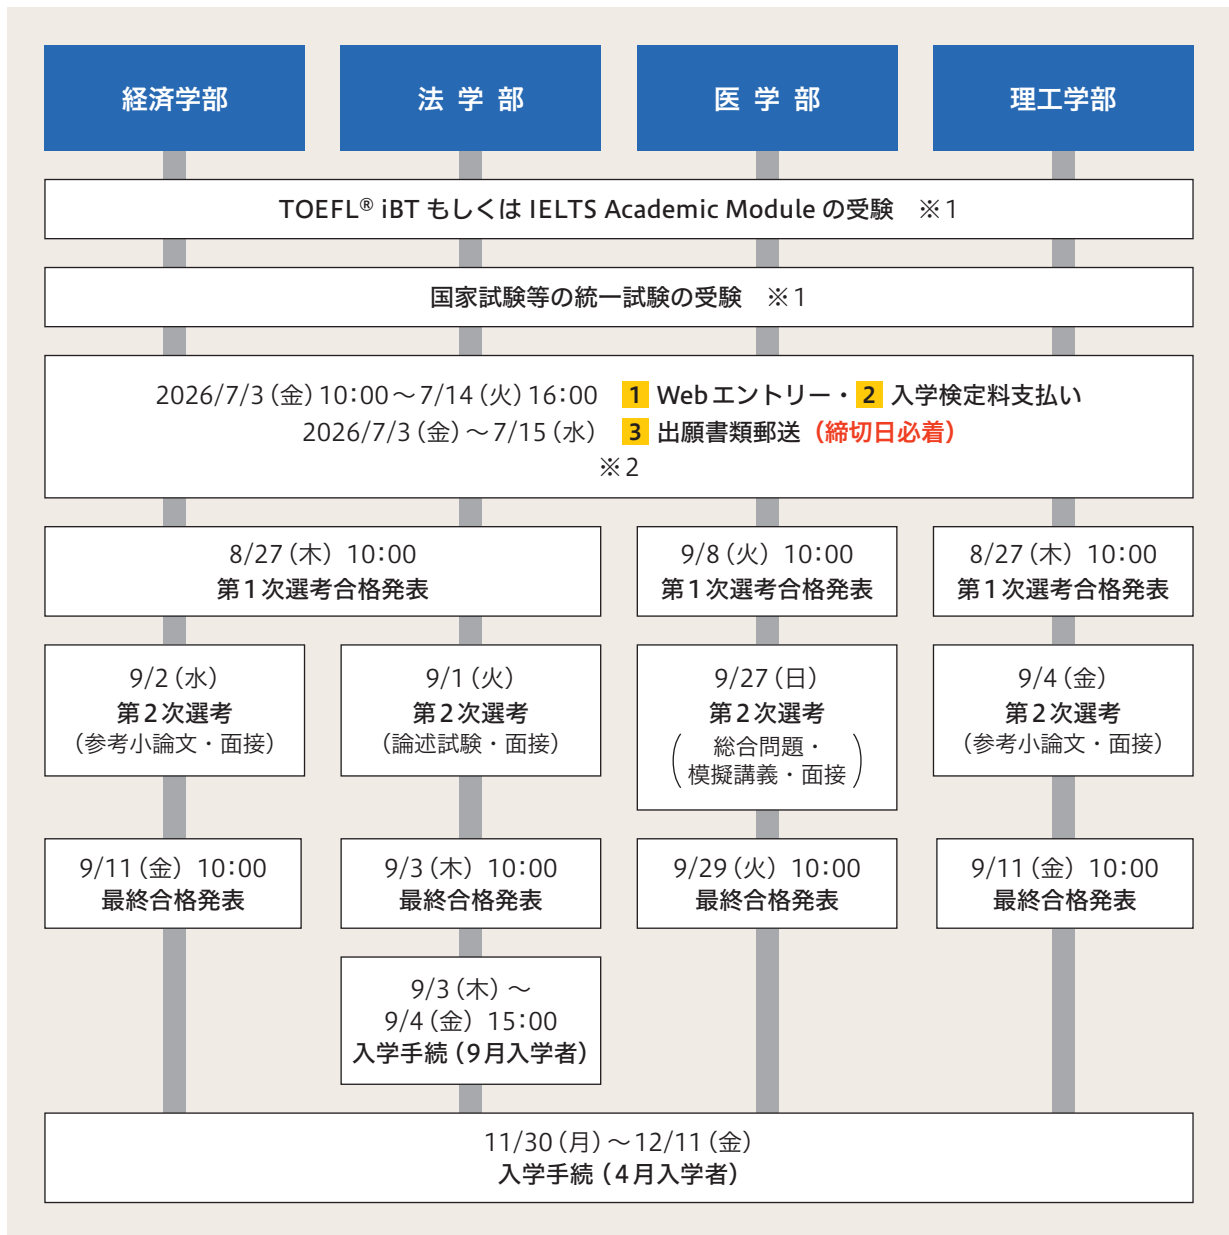 経済学部
法学部
医学部
理工学部
TOEFL® iBT もしくは IELTS Academic Module の受験　※1
国家試験等の統一試験の受験　※1
2026/7/3（金）10:00～7/14（火）16:00　1 Webエントリー・2 入学検定料支払い
2026/7/3（金）～7/15（水）　3 出願書類郵送（締切日必着）
※2
8/27（木）10:00
第1次選考合格発表
9/8（火）10:00
第1次選考合格発表
8/27（木）10:00
第1次選考合格発表
9/2（水）
第2次選考
（参考小論文・面接）
9/1（火）
第2次選考
（論述試験・面接）
9/27（日）
第2次選考
（総合問題・
模擬講義・面接）
9/4（金）
第2次選考
（参考小論文・面接）
9/11（金）10:00
最終合格発表
9/3（木）10:00
最終合格発表
9/29（火）10:00
最終合格発表
9/11（金）10:00
最終合格発表
9/3（木）～
9/4（金）15:00
入学手続（9月入学者）
11/30（月）～12/11（金）
入学手続（4月入学者）